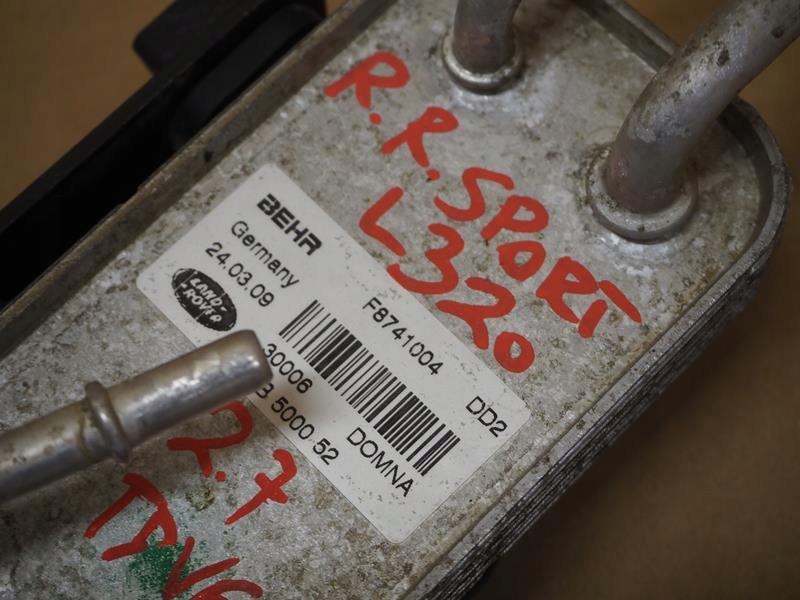 R.R. SPORT
L320
BEHR
Germany
24.03.09
LAND-
ROVER
F8741004
DD2
30006
5000 52
DOMNA
2.7